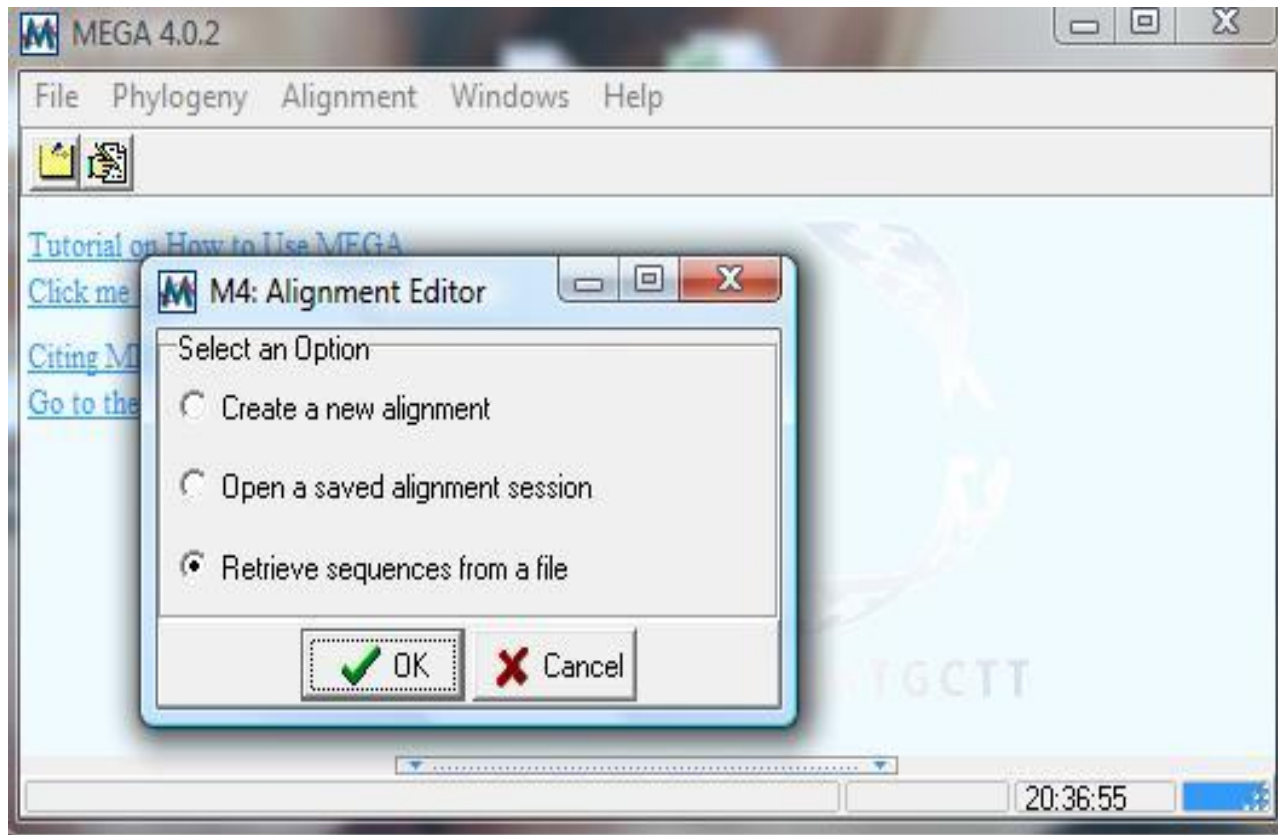 MEGA 4.0.2
File Phylogeny Alignment Windows Help
Tutorial on How to Use MEGA
Click me
Citing
Go to the
M4: Alignment Editor
Select an Option
Create a new alignment
Open a saved alignment session
Retrieve sequences from a file
OK Cancel
TGCTT
20:36:55